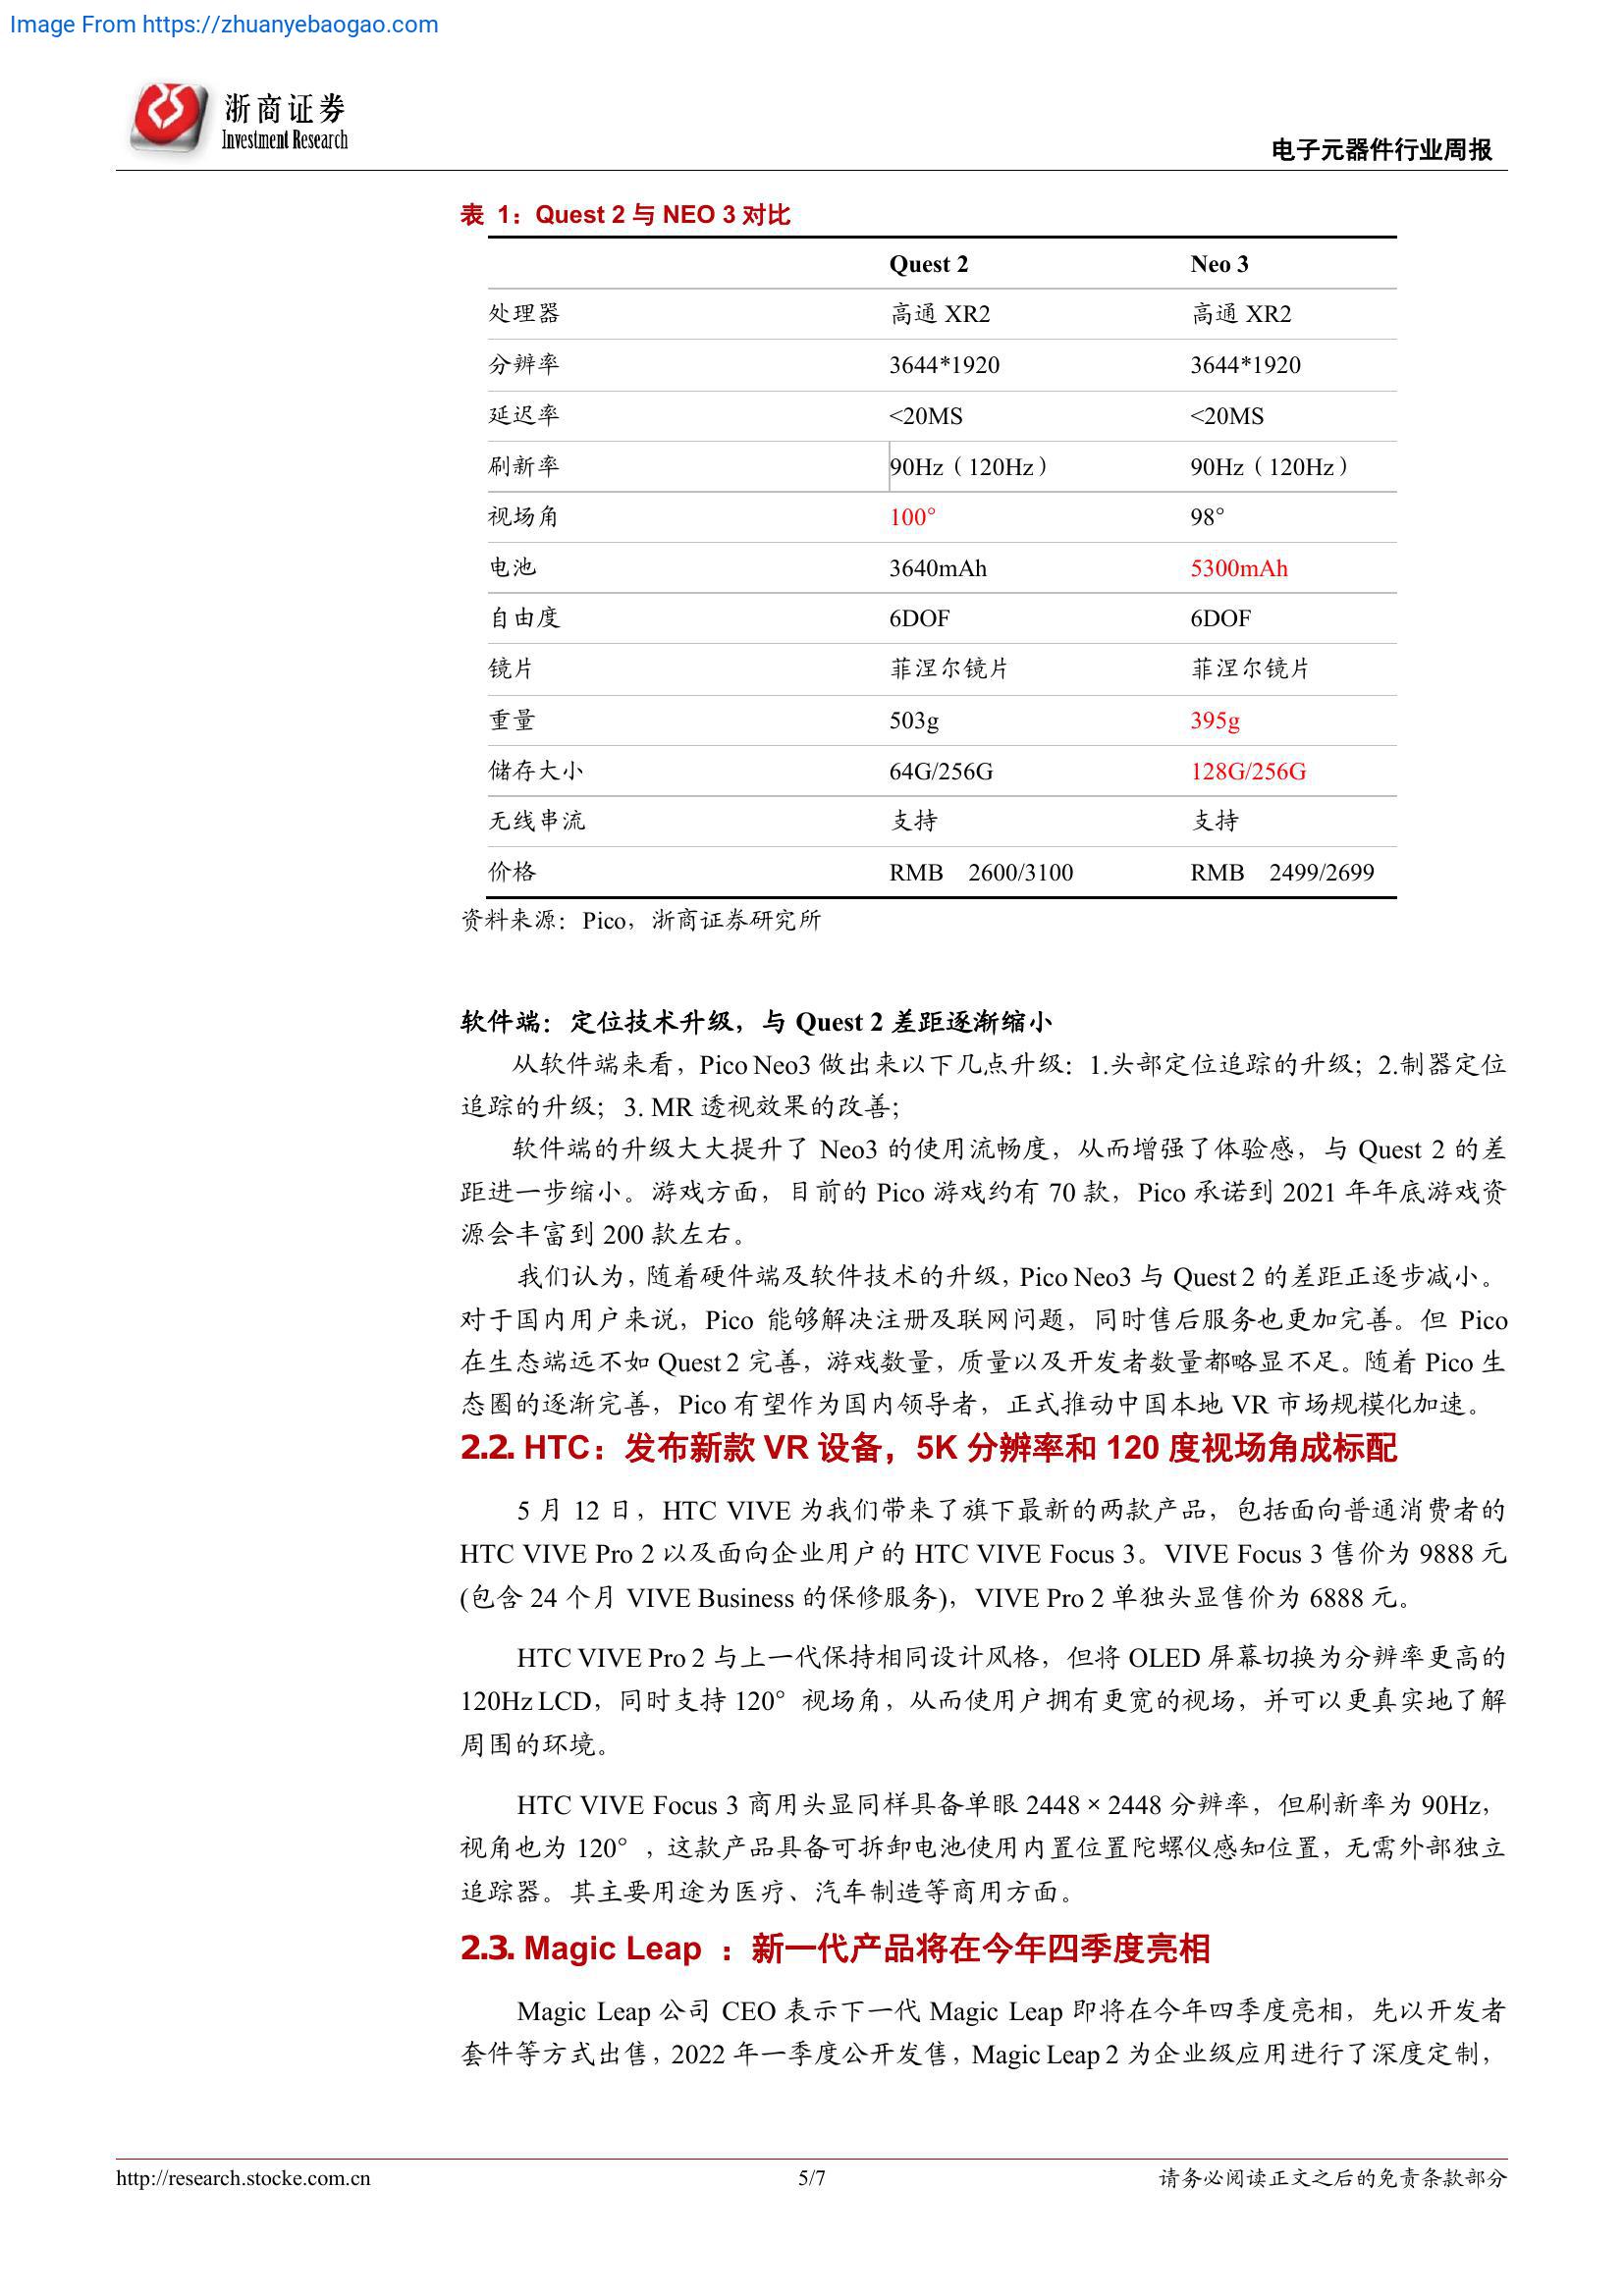 Image From https://zhuanyebaogao.com
浙商证券
Investment Research
电子元器件行业周报
表 1：Quest 2 与 NEO 3 对比
Quest 2 Neo 3
处理器 高通 XR2 高通 XR2
分辨率 3644*1920 3644*1920
延迟率 <20MS <20MS
刷新率 90Hz（120Hz） 90Hz（120Hz）
视场角 100° 98°
电池 3640mAh 5300mAh
自由度 6DOF 6DOF
镜片 菲涅尔镜片 菲涅尔镜片
重量 503g 395g
储存大小 64G/256G 128G/256G
无线串流 支持 支持
价格 RMB 2600/3100 RMB 2499/2699
资料来源：Pico，浙商证券研究所
软件端：定位技术升级，与 Quest 2 差距逐渐缩小
从软件端来看，Pico Neo3 做出来以下几点升级：1.头部定位追踪的升级；2.制器定位
追踪的升级；3. MR 透视效果的改善；
软件端的升级大大提升了 Neo3 的使用流畅度，从而增强了体验感，与 Quest 2 的差
距进一步缩小。游戏方面，目前的 Pico 游戏约有 70 款，Pico 承诺到 2021 年年底游戏资
源会丰富到 200 款左右。
我们认为，随着硬件端及软件技术的升级，Pico Neo3 与 Quest 2 的差距正逐步减小。
对于国内用户来说，Pico 能够解决注册及联网问题，同时售后服务也更加完善。但 Pico
在生态端远不如 Quest 2 完善，游戏数量，质量以及开发者数量都略显不足。随着 Pico 生
态圈的逐渐完善，Pico 有望作为国内领导者，正式推动中国本地 VR 市场规模化加速。
2.2. HTC：发布新款 VR 设备，5K 分辨率和 120 度视场角成标配
5 月 12 日，HTC VIVE 为我们带来了旗下最新的两款产品，包括面向普通消费者的
HTC VIVE Pro 2 以及面向企业用户的 HTC VIVE Focus 3。VIVE Focus 3 售价为 9888 元
(包含 24 个月 VIVE Business 的保修服务)，VIVE Pro 2 单独头显售价为 6888 元。
HTC VIVE Pro 2 与上一代保持相同设计风格，但将 OLED 屏幕切换为分辨率更高的
120Hz LCD，同时支持 120° 视场角，从而使用户拥有更宽的视场，并可以更真实地了解
周围的环境。
HTC VIVE Focus 3 商用头显同样具备单眼 2448 × 2448 分辨率，但刷新率为 90Hz，
视角也为 120° ，这款产品具备可拆卸电池使用内置位置陀螺仪感知位置，无需外部独立
追踪器。其主要用途为医疗、汽车制造等商用方面。
2.3. Magic Leap ：新一代产品将在今年四季度亮相
Magic Leap 公司 CEO 表示下一代 Magic Leap 即将在今年四季度亮相，先以开发者
套件等方式出售，2022 年一季度公开发售，Magic Leap 2 为企业级应用进行了深度定制，
http://research.stocke.com.cn 5/7 请务必阅读正文之后的免责条款部分